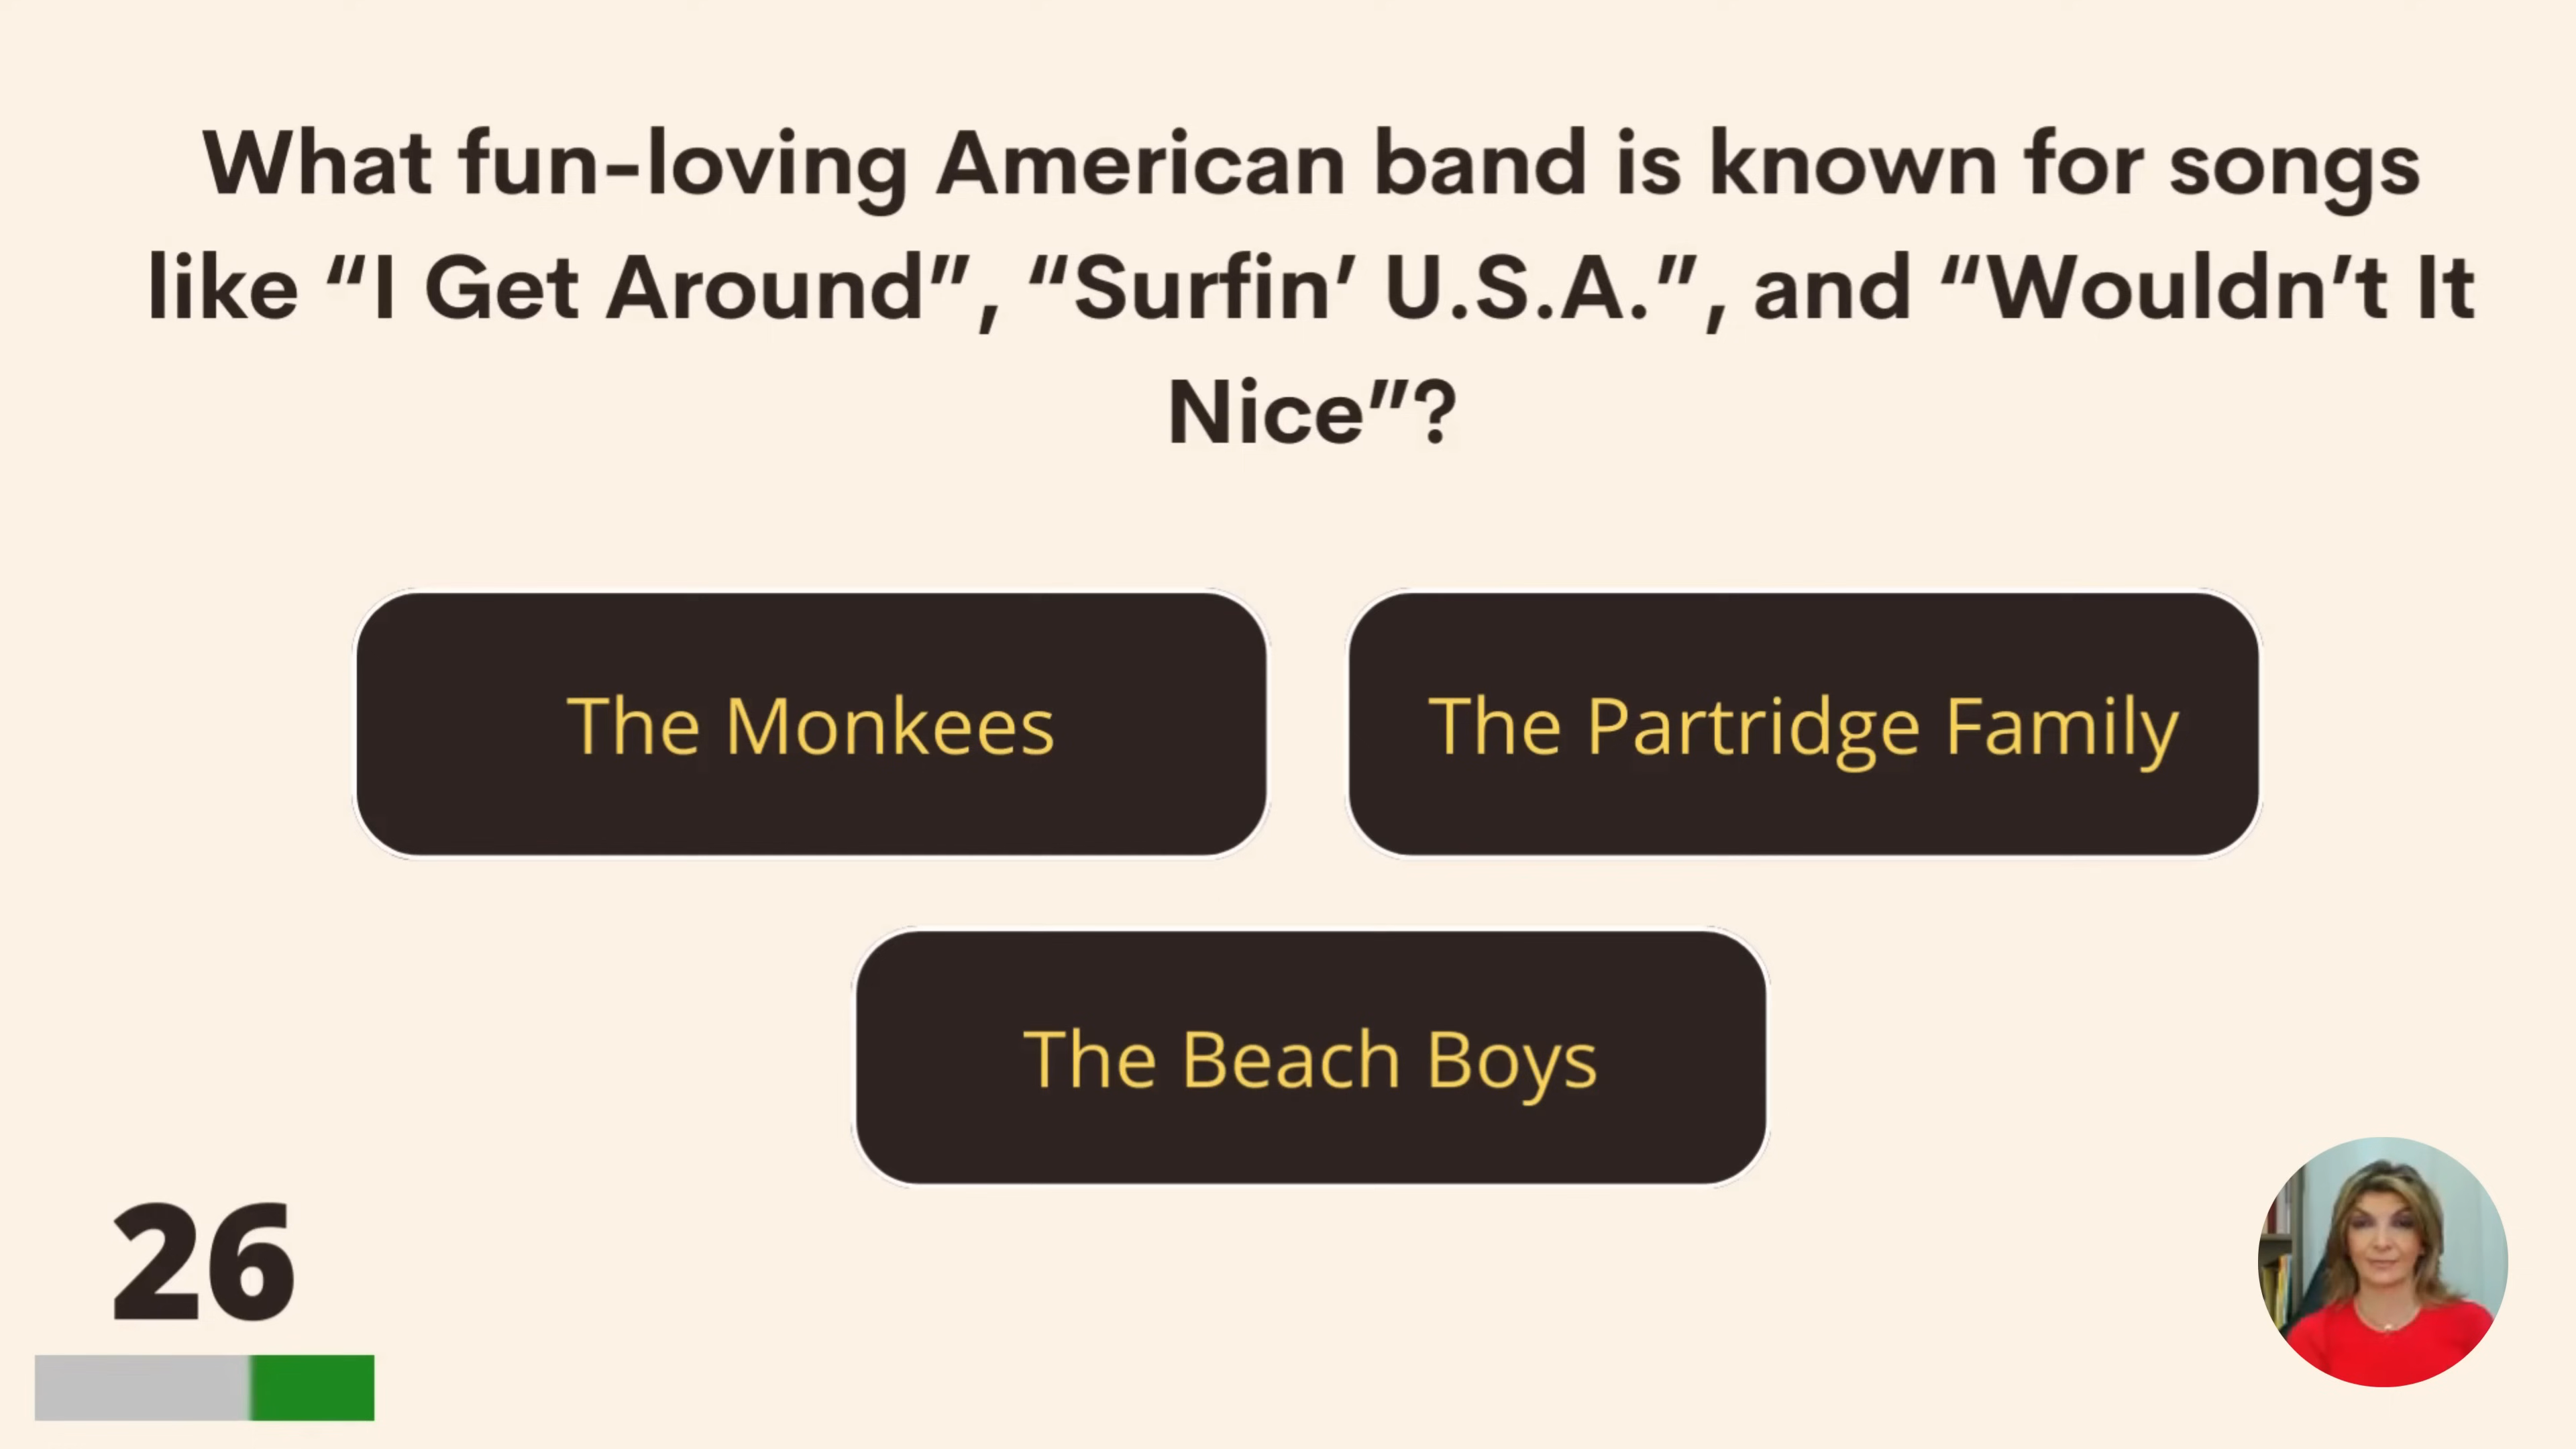 What fun-loving American band is known for songs
like “I Get Around”, “Surfin’ U.S.A.”, and “Wouldn’t It
Nice”?
The Monkees
The Partridge Family
The Beach Boys
26